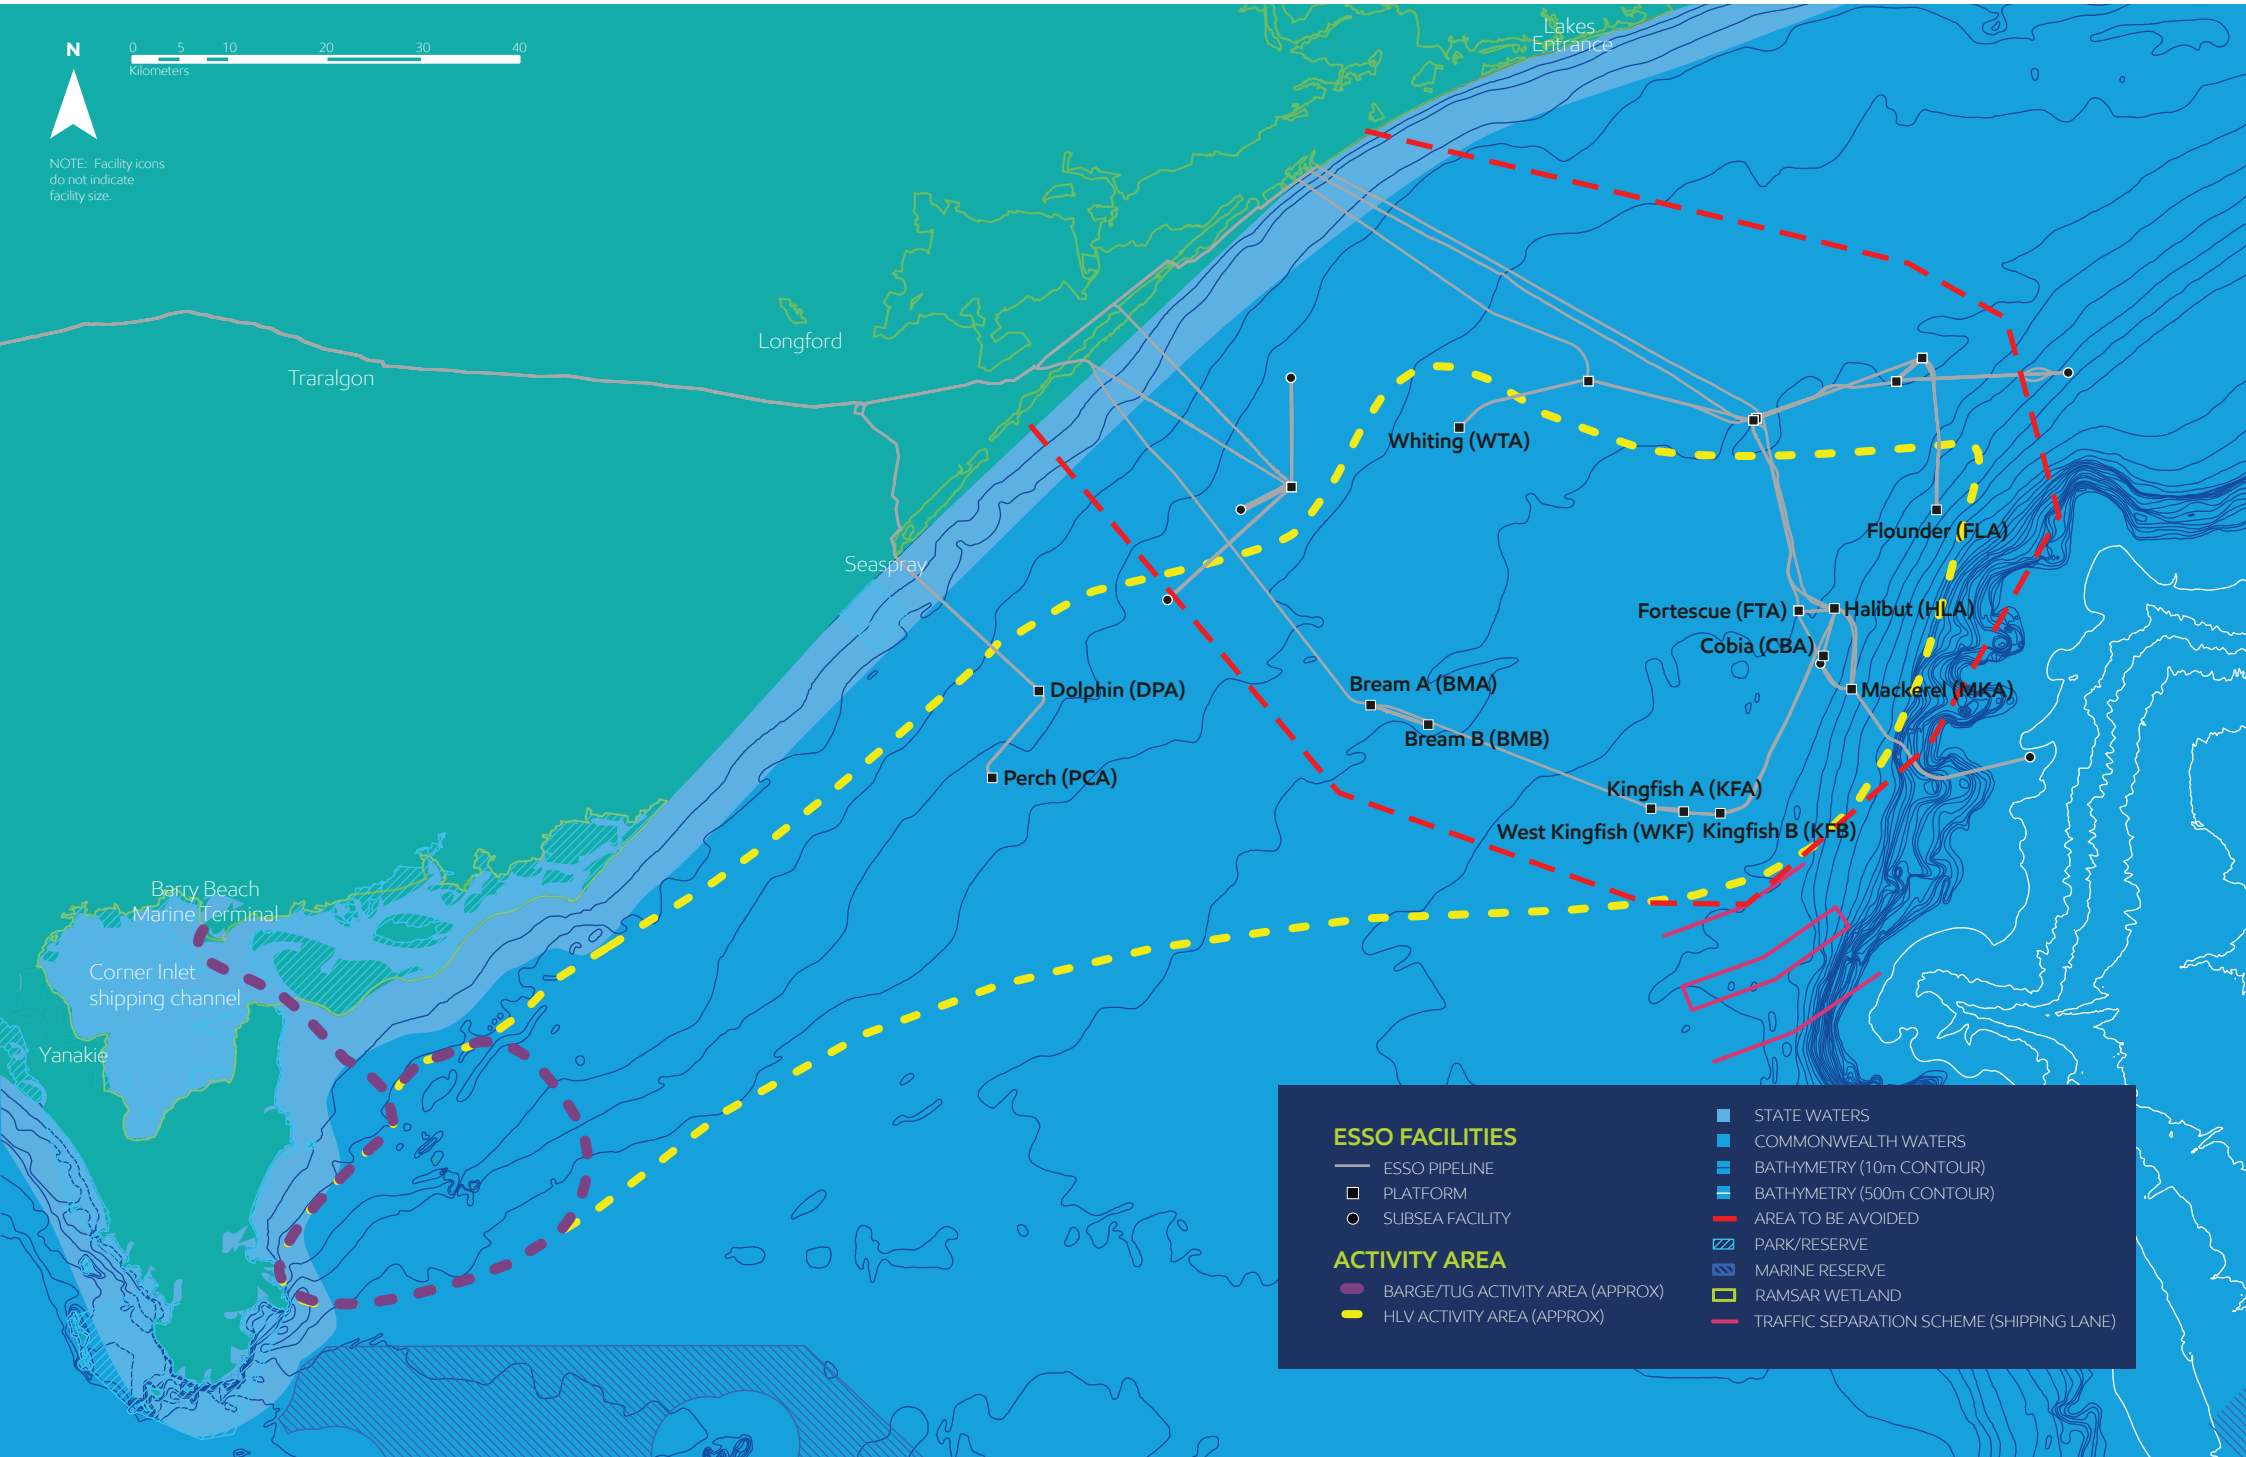 N
0 5 10 20 30 40
Kilometers
NOTE: Facility icons
do not indicate
facility size.
Lakes
Entrance
Longford
Traralgon
Whiting (WTA)
Flounder (FLA)
Seaspray
Fortescue (FTA)
Halibut (HLA)
Cobia (CBA)
Dolphin (DPA)
Bream A (BMA)
Mackerel (MKA)
Bream B (BMB)
Perch (PCA)
Kingfish A (KFA)
West Kingfish (WKF)
Kingfish B (KFB)
Barry Beach
Marine Terminal
Corner Inlet
shipping channel
Yanakie
ESSO FACILITIES
ESSO PIPELINE
PLATFORM
SUBSEA FACILITY
ACTIVITY AREA
BARGE/TUG ACTIVITY AREA (APPROX)
HLV ACTIVITY AREA (APPROX)
STATE WATERS
COMMONWEALTH WATERS
BATHYMETRY (10m CONTOUR)
BATHYMETRY (500m CONTOUR)
AREA TO BE AVOIDED
PARK/RESERVE
MARINE RESERVE
RAMSAR WETLAND
TRAFFIC SEPARATION SCHEME (SHIPPING LANE)